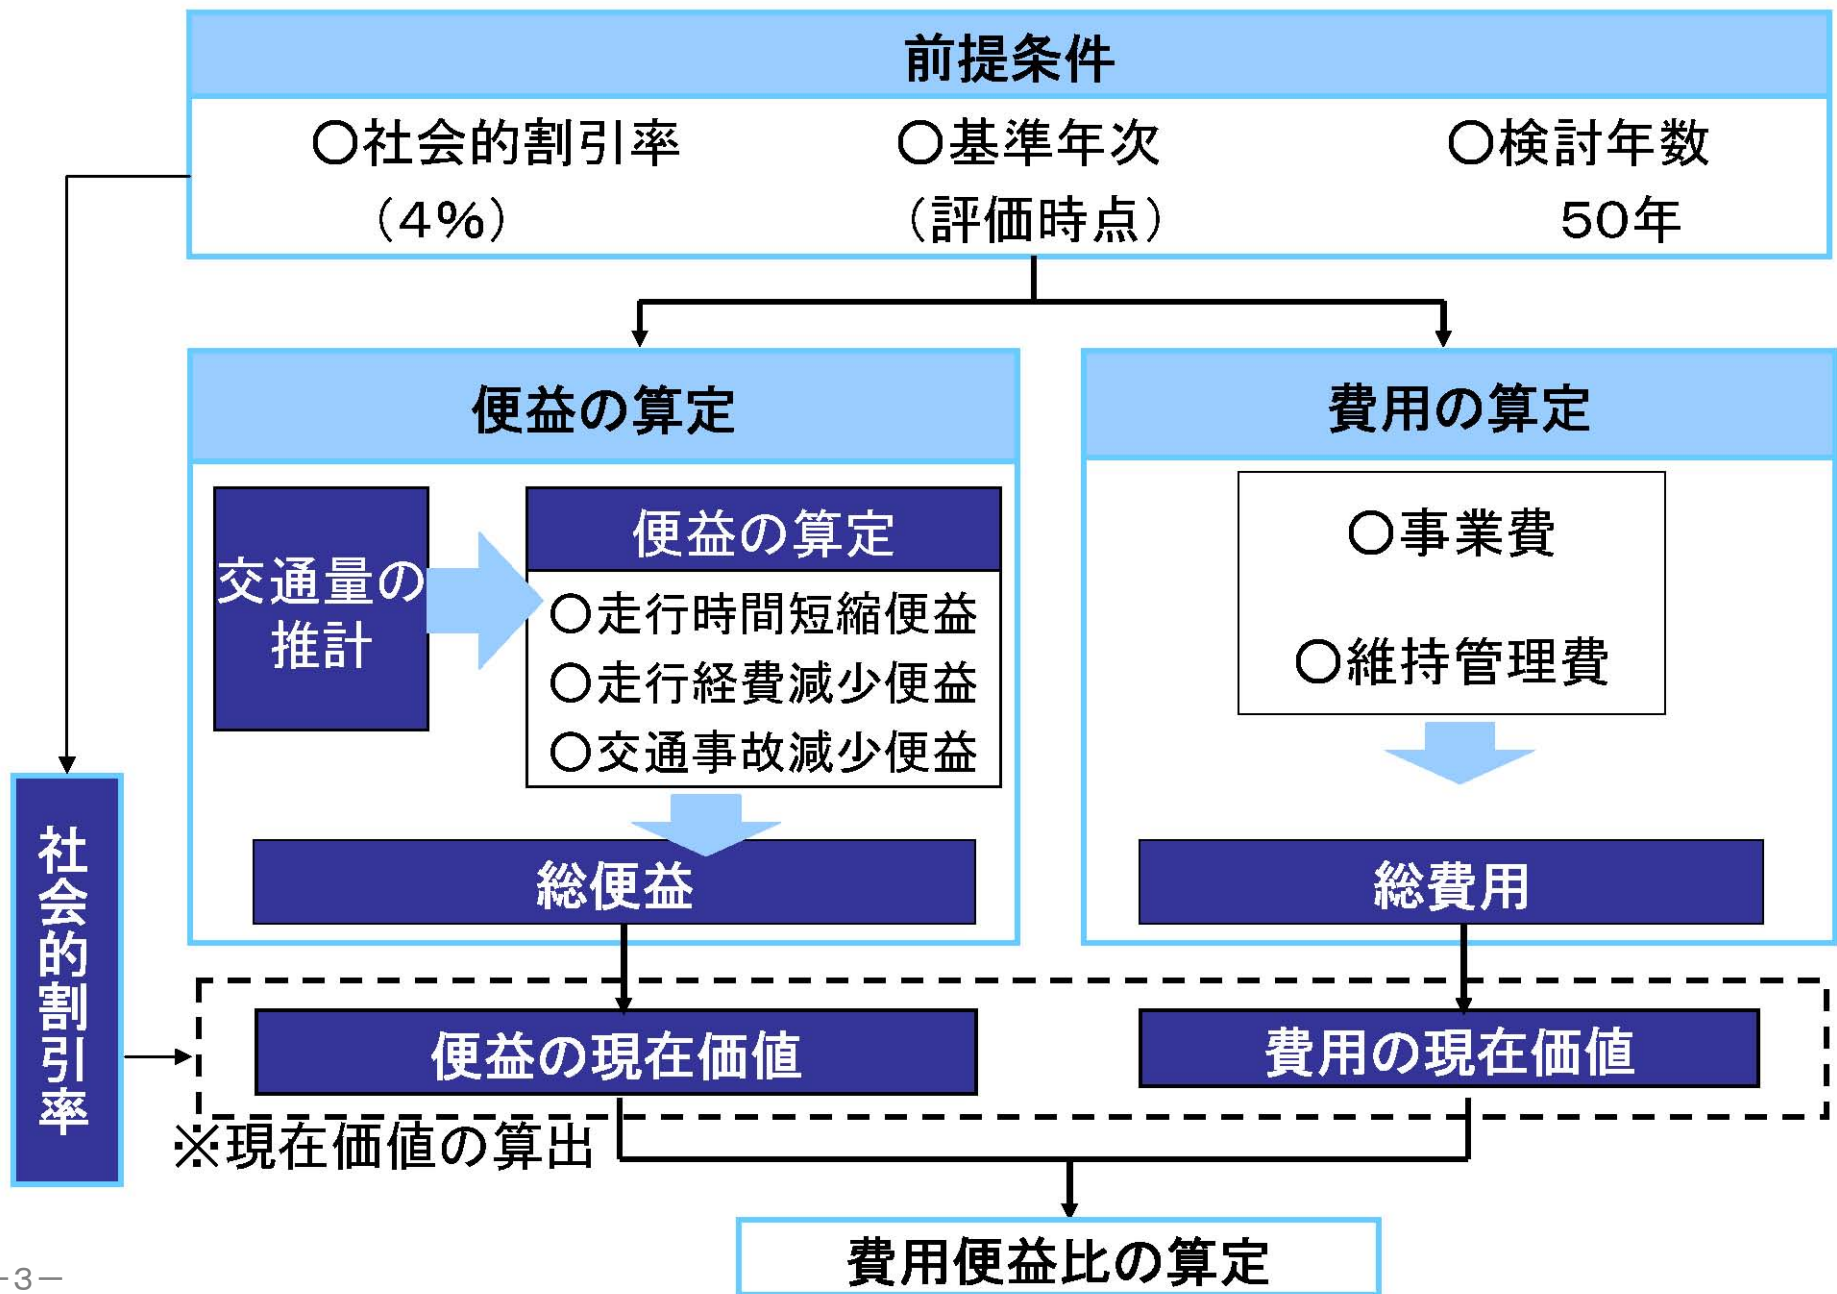 前提条件
○社会的割引率
(4%)
○基準年次
(評価時点)
○検討年数
50年
便益の算定
交通量の
推計
便益の算定
○走行時間短縮便益
○走行経費減少便益
○交通事故減少便益
総便益
費用の算定
○事業費
○維持管理費
総費用
社会的割引率
便益の現在価値
費用の現在価値
※現在価値の算出
費用便益比の算定
-3-